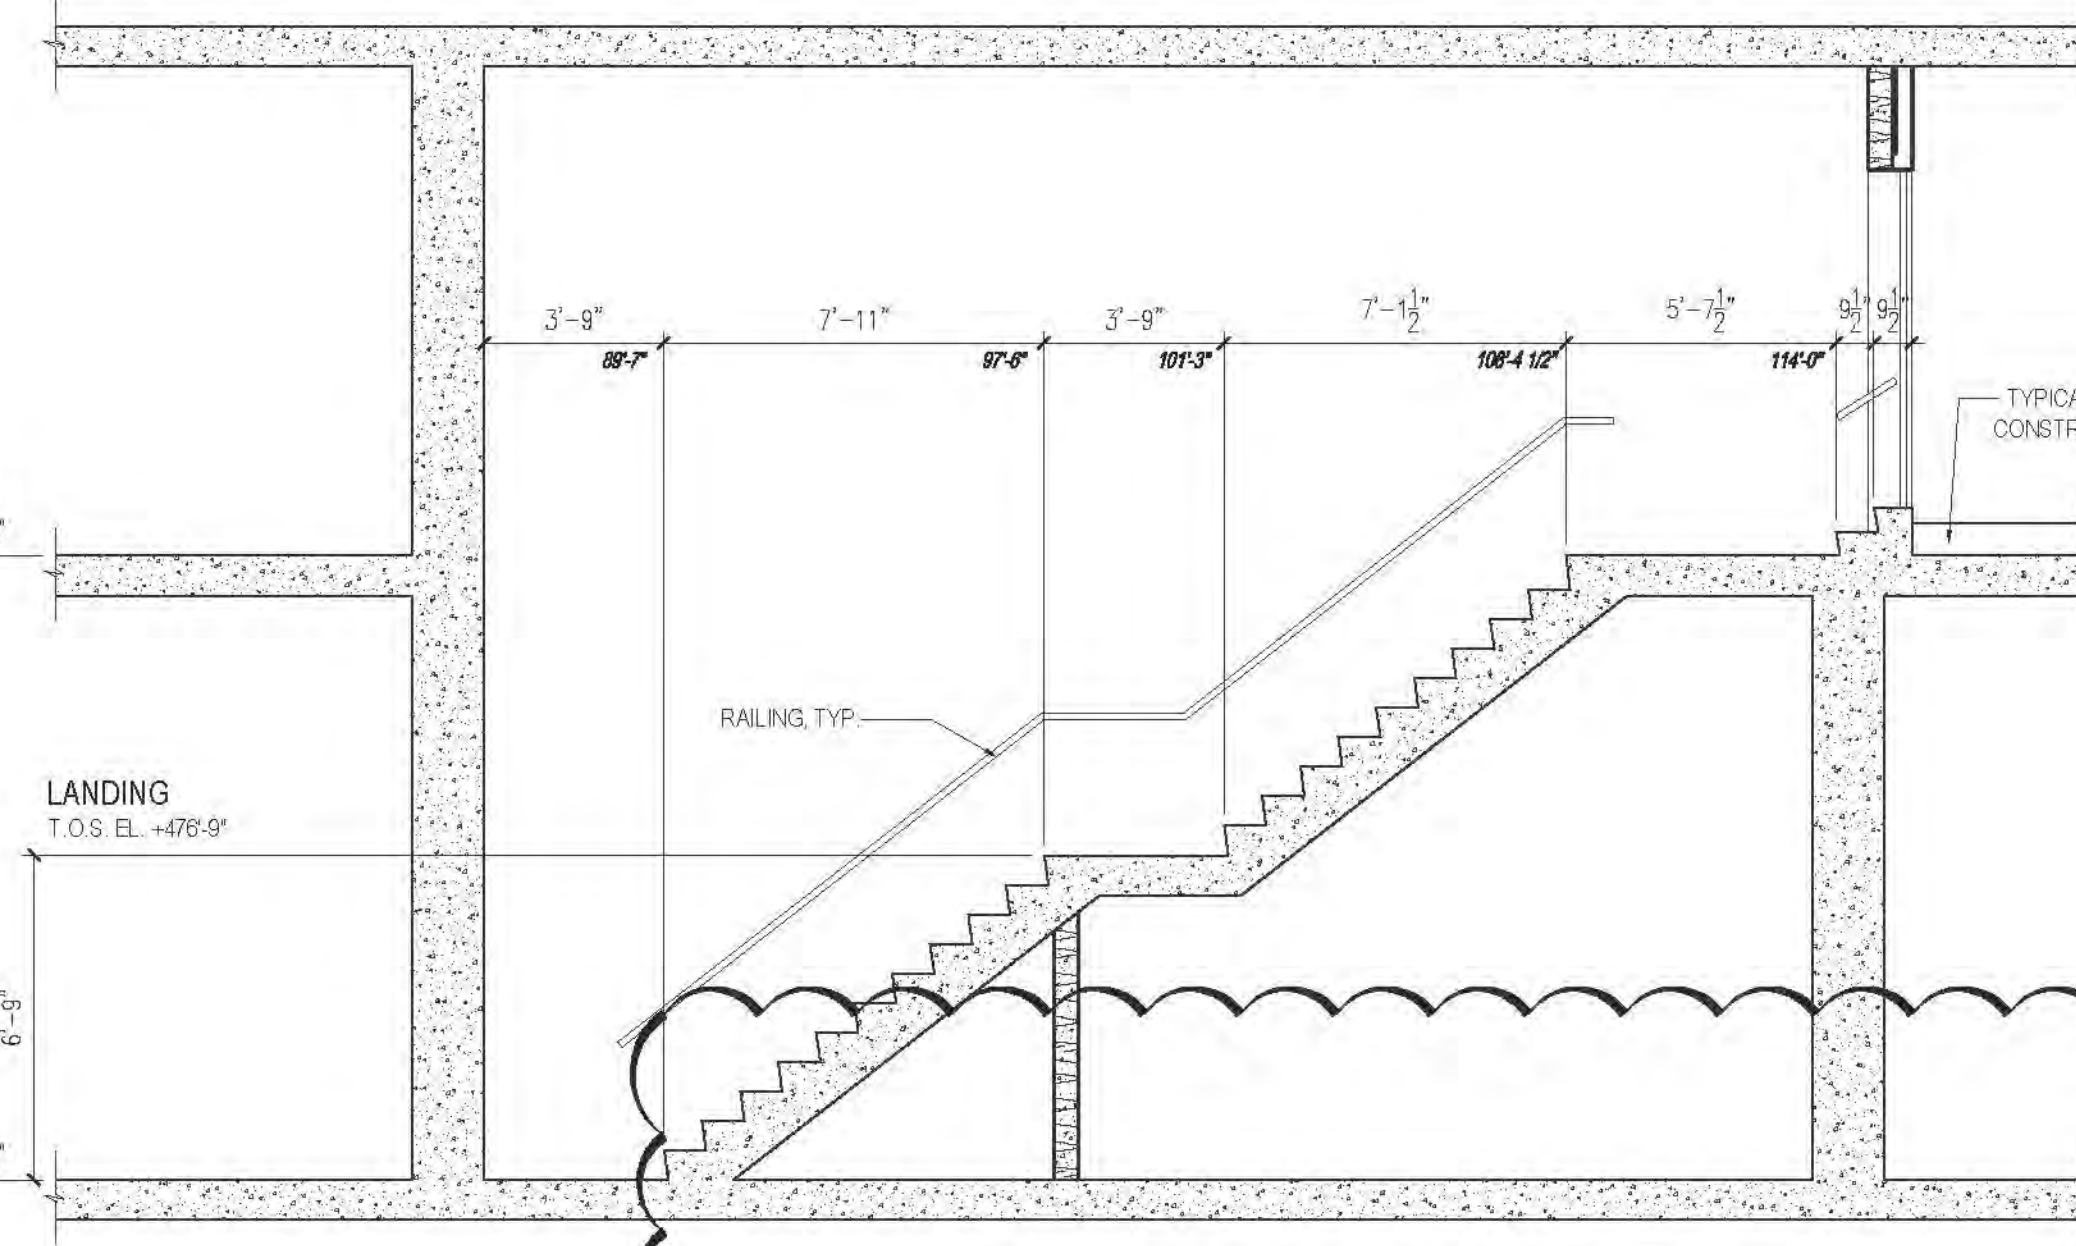 3'-9" 7'-11" 3'-9" 7'-1 1/2" 5'-7 1/2" 9 1/2" 9 1/2"
89'-7" 97'-6" 101'-3" 108'-4 1/2" 114'-0"
TYPICA
CONSTR
RAILING, TYP.
LANDING
T.O.S. EL. +476'-9"
6'-9"